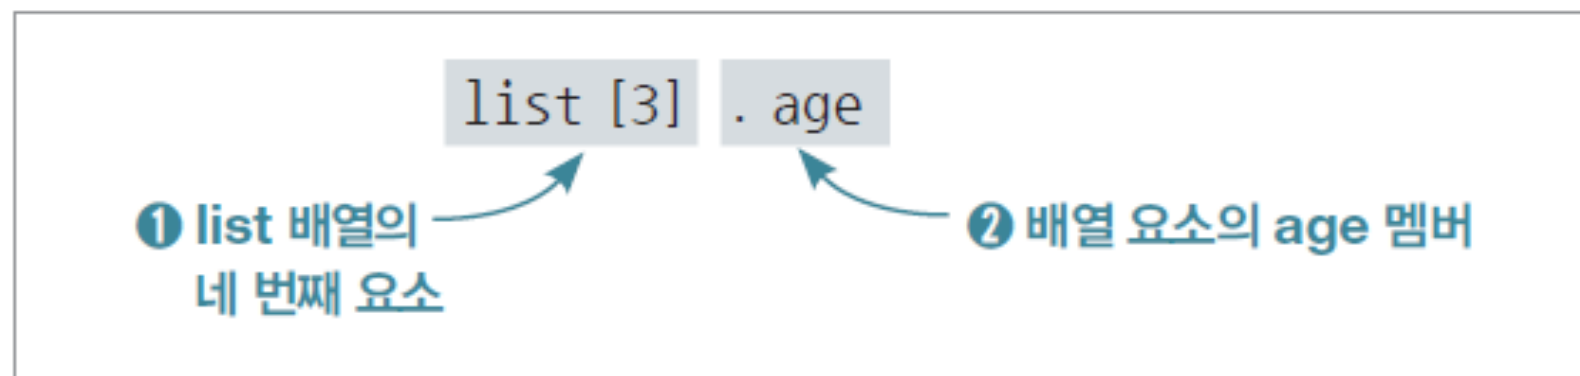 list [3] . age
❶ list 배열의
네 번째 요소
❷ 배열 요소의 age 멤버